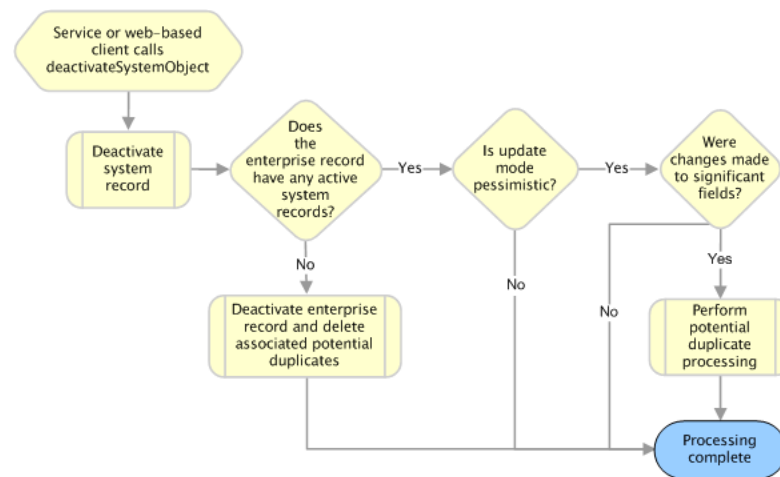 Service or web-based
client calls
deactivateSystemObject
Deactivate
system
record
Does
the
enterprise record
have any active
system
records?
Yes
Is update
mode
pessimistic?
Yes
Were
changes made
to significant
fields?
No
Deactivate enterprise
record and delete
associated potential
duplicates
No
No
Yes
Perform
potential
duplicate
processing
Processing
complete